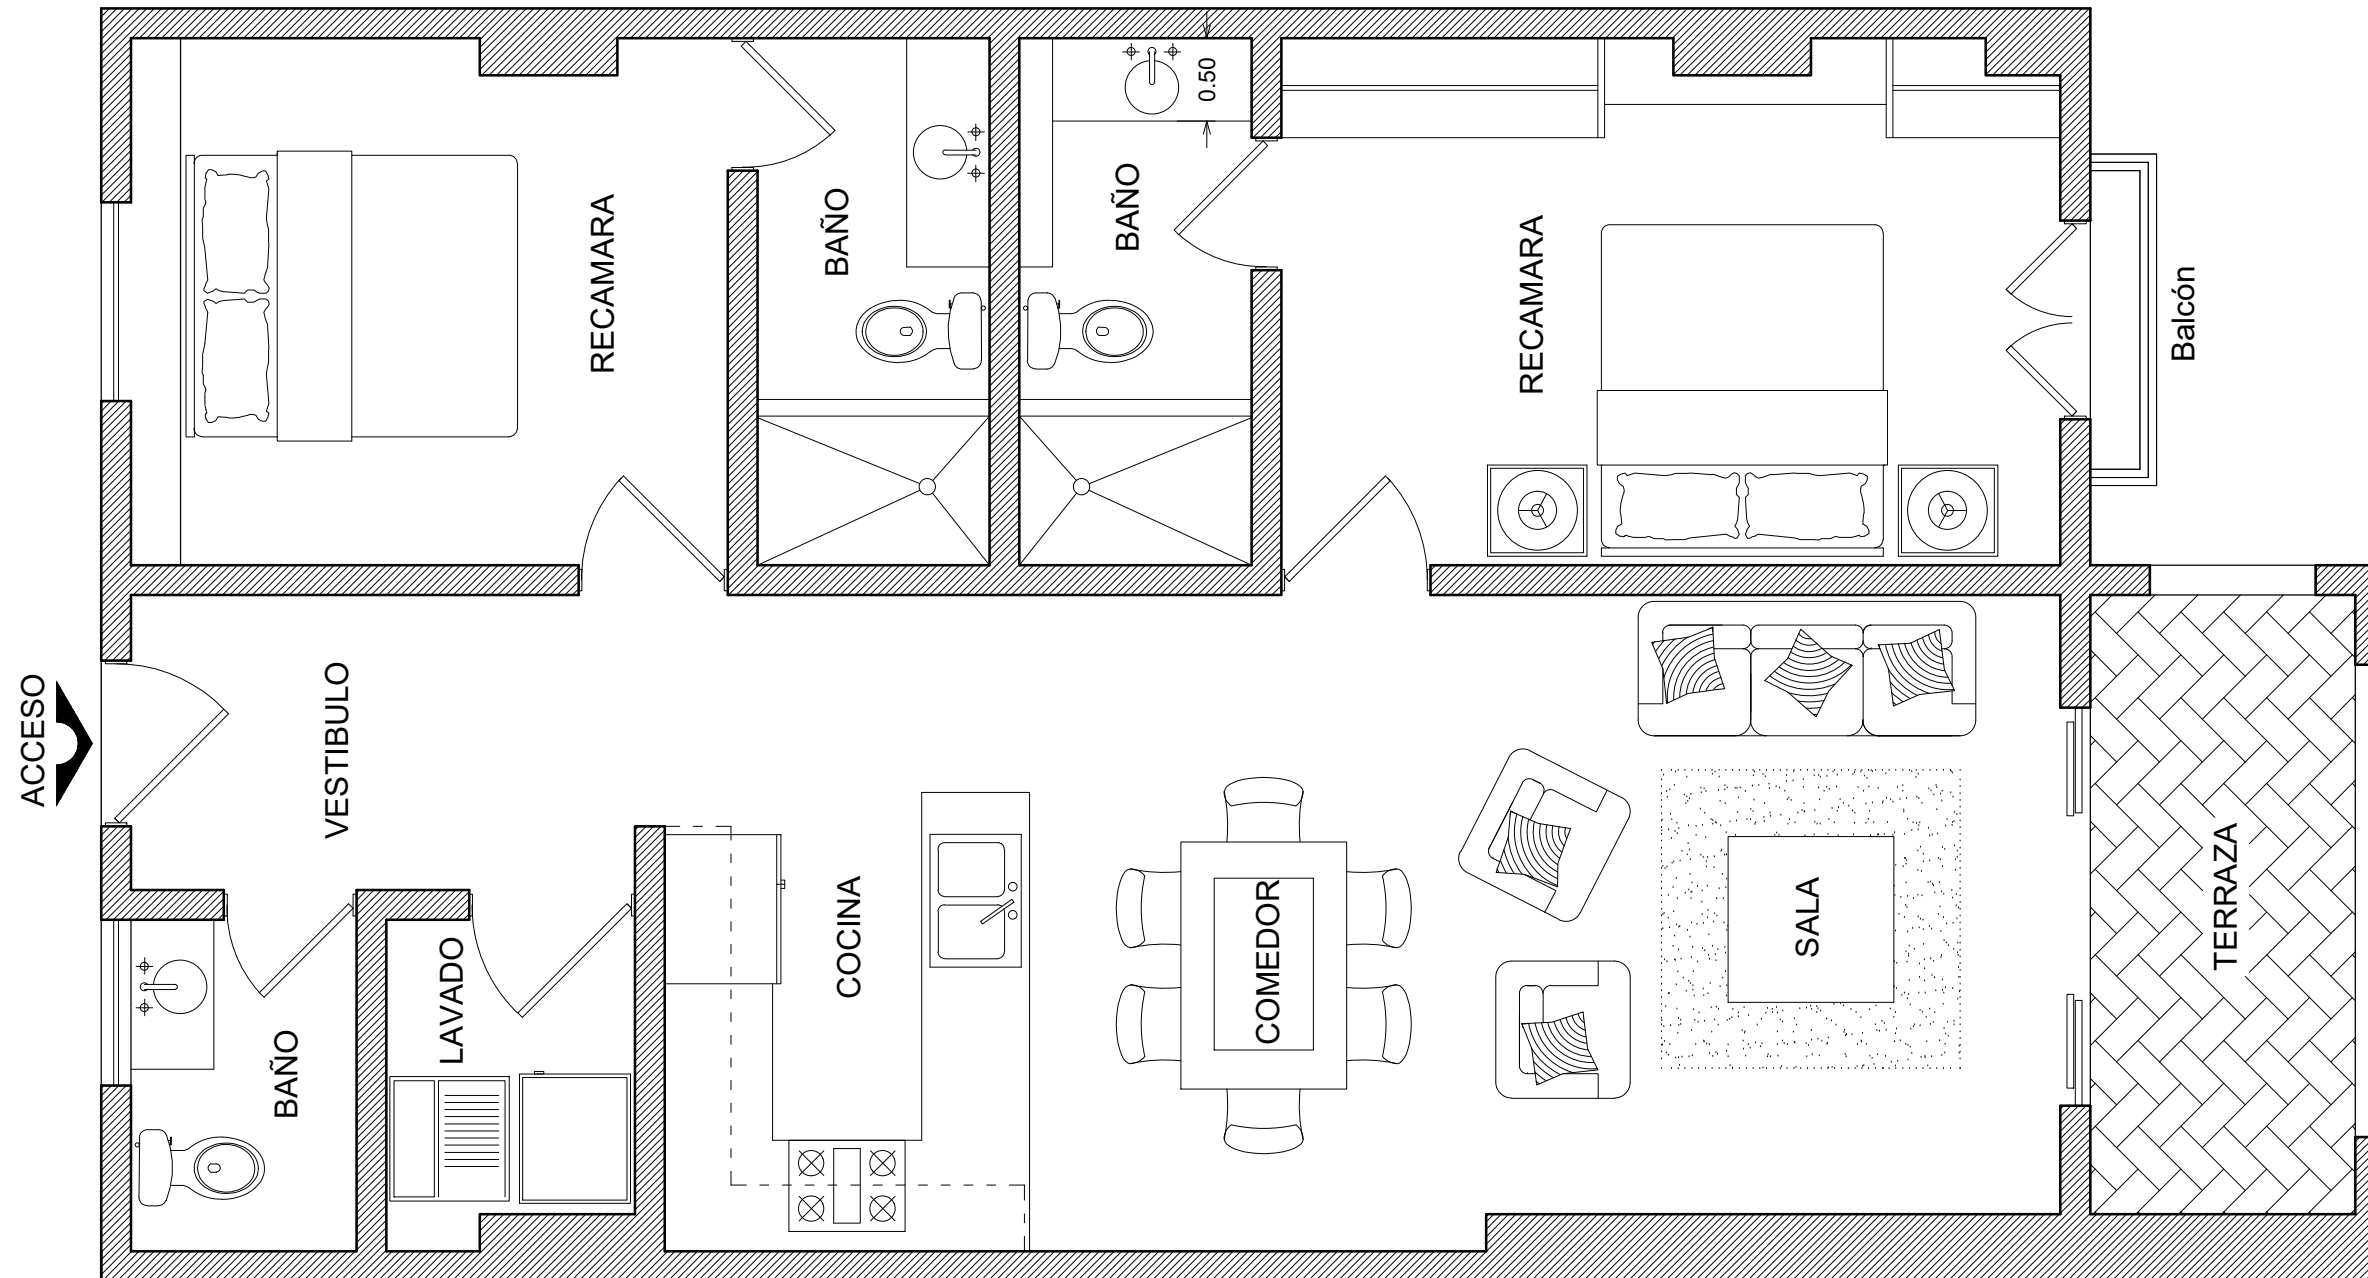 RECAMARA
BAÑO
BAÑO
0.50
RECAMARA
Balcón
ACCESO
VESTIBULO
BAÑO
LAVADO
COCINA
COMEDOR
SALA
TERRAZA